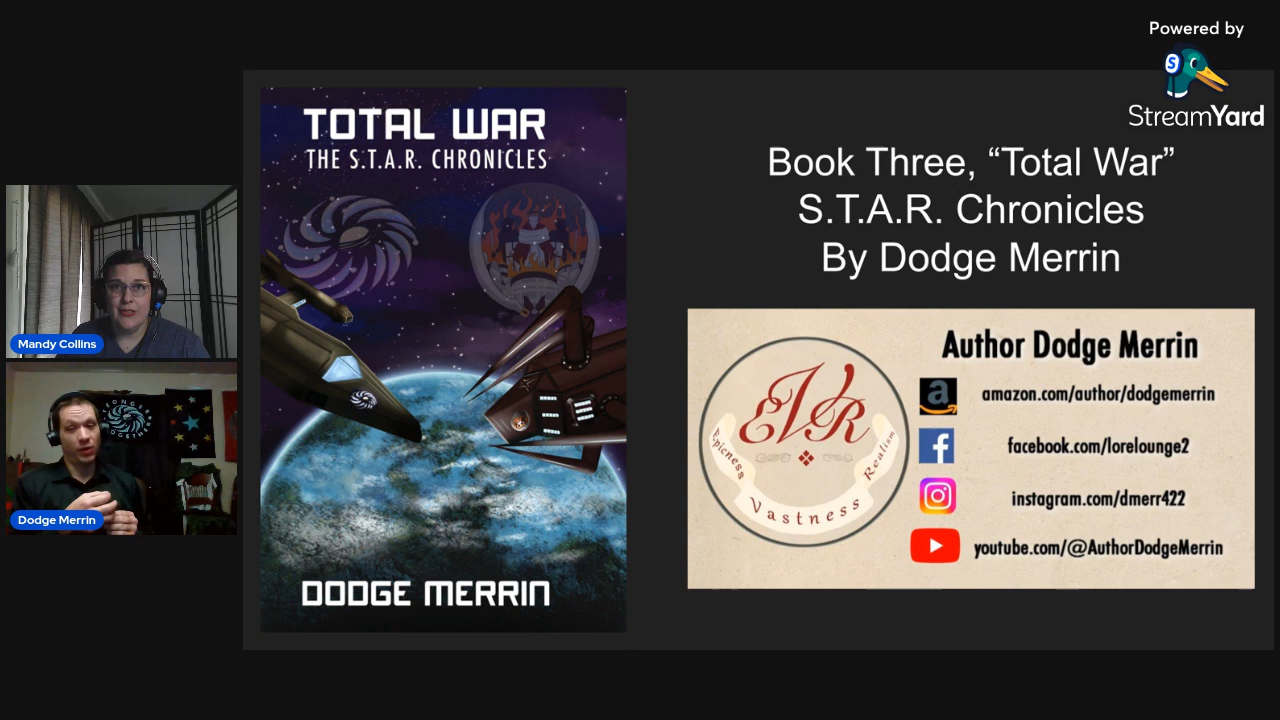 Powered by
S
StreamYard
TOTAL WAR
THE S.T.A.R. CHRONICLES
DODGE MERRIN
Book Three, “Total War”
S.T.A.R. Chronicles
By Dodge Merrin
Author Dodge Merrin
EVR
Epicness
Vastness
Realism
a
amazon.com/author/dodgemerrin
f
facebook.com/lorelounge2
instagram.com/dmerr422
youtube.com/@AuthorDodgeMerrin
Mandy Collins
STRONGER
TOGETHER
Dodge Merrin